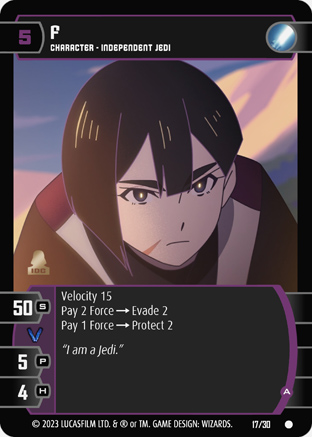 5 F
CHARACTER - INDEPENDENT JEDI
IDC
50 S
Velocity 15
Pay 2 Force → Evade 2
Pay 1 Force → Protect 2
V
"I am a Jedi."
5 P
4 H
A
© 2023 LUCASFILM LTD. & ® or TM. GAME DESIGN: WIZARDS. 17/30